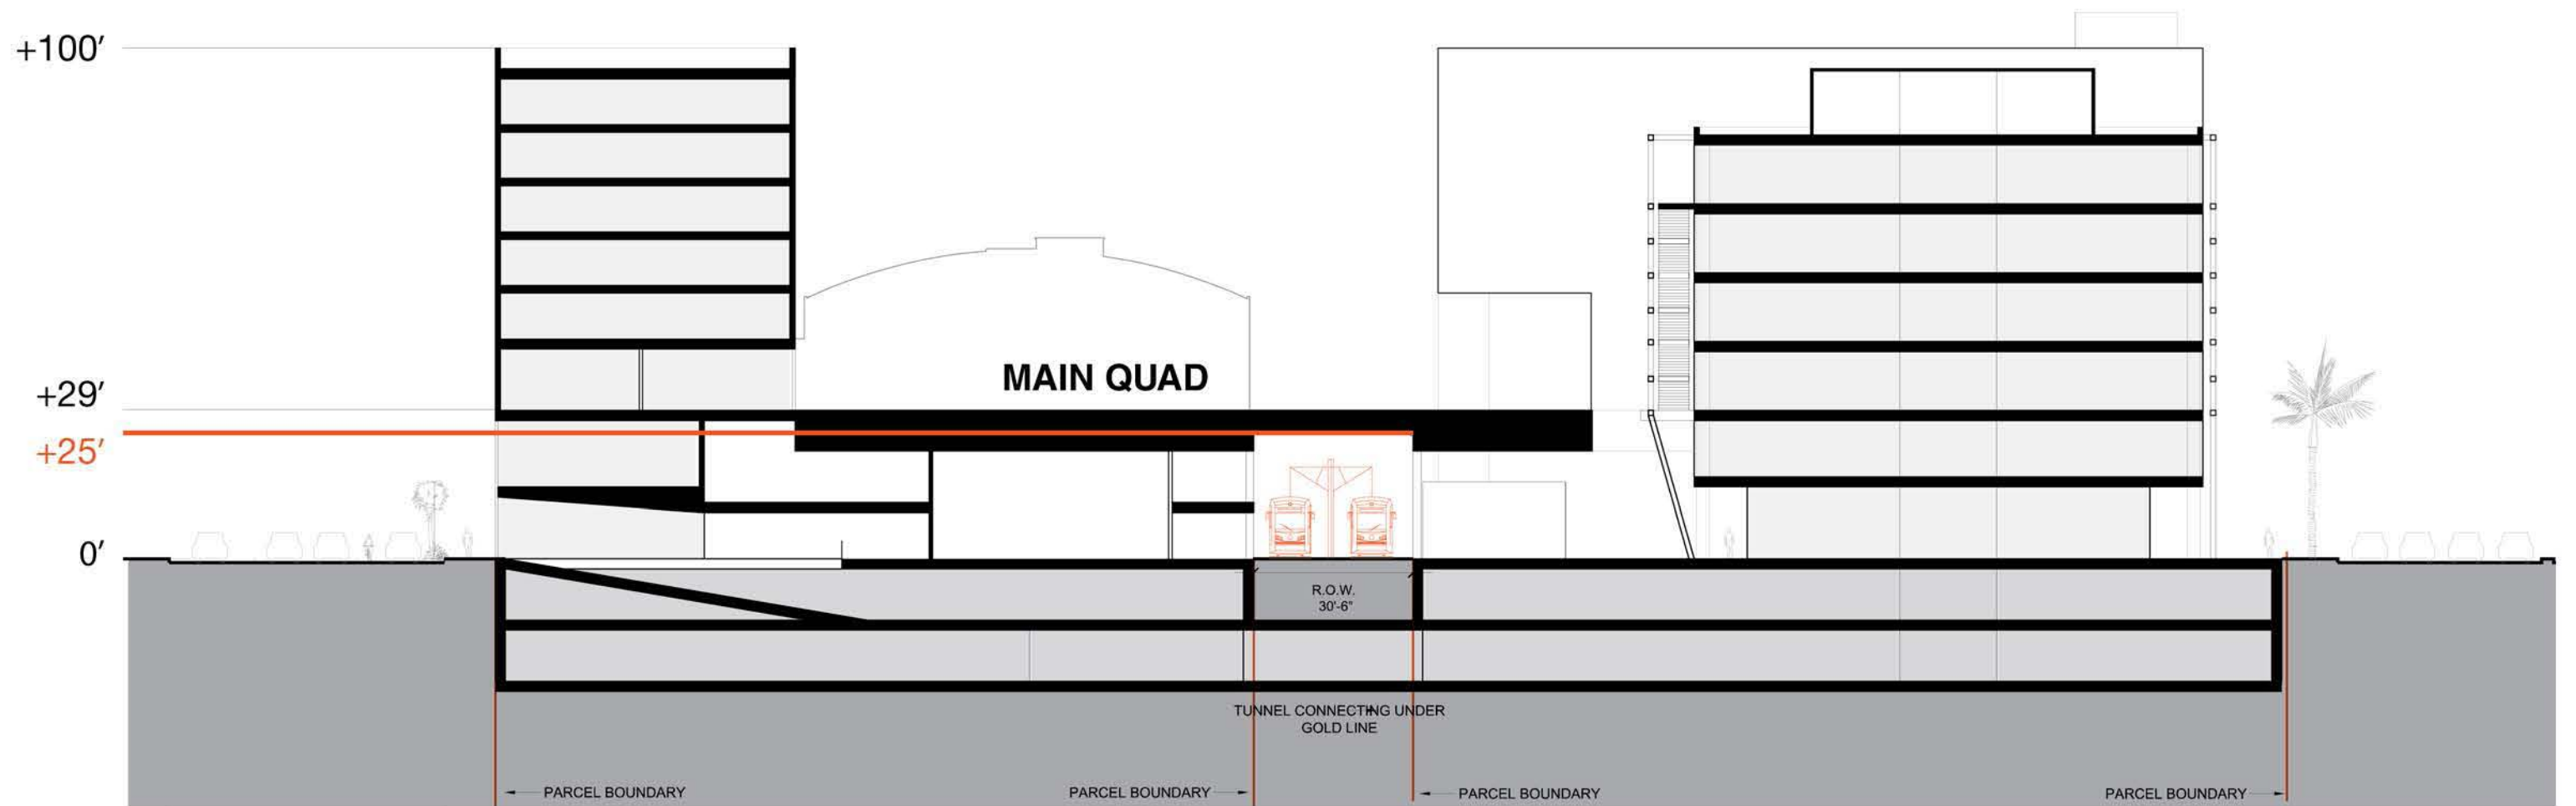 +100′
+29′
MAIN QUAD
+25′
0′
R.O.W.
30'-6"
TUNNEL CONNECTING UNDER
GOLD LINE
PARCEL BOUNDARY
PARCEL BOUNDARY
PARCEL BOUNDARY
PARCEL BOUNDARY